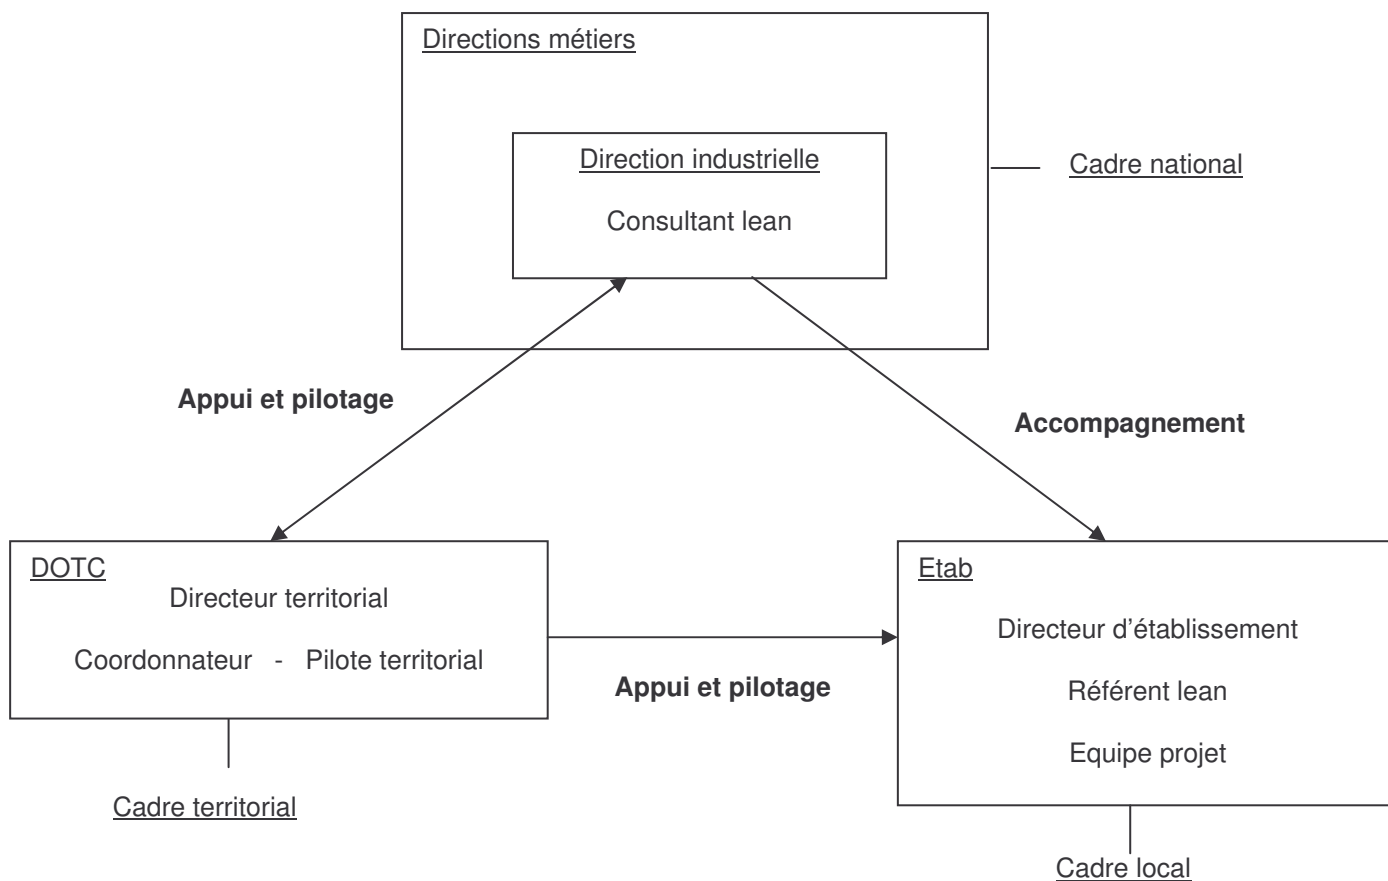 Directions métiers
Direction industrielle
Consultant lean
Cadre national
Appui et pilotage
Accompagnement
DOTC
Directeur territorial
Coordonnateur - Pilote territorial
Appui et pilotage
Etab
Directeur d'établissement
Référent lean
Equipe projet
Cadre territorial
Cadre local